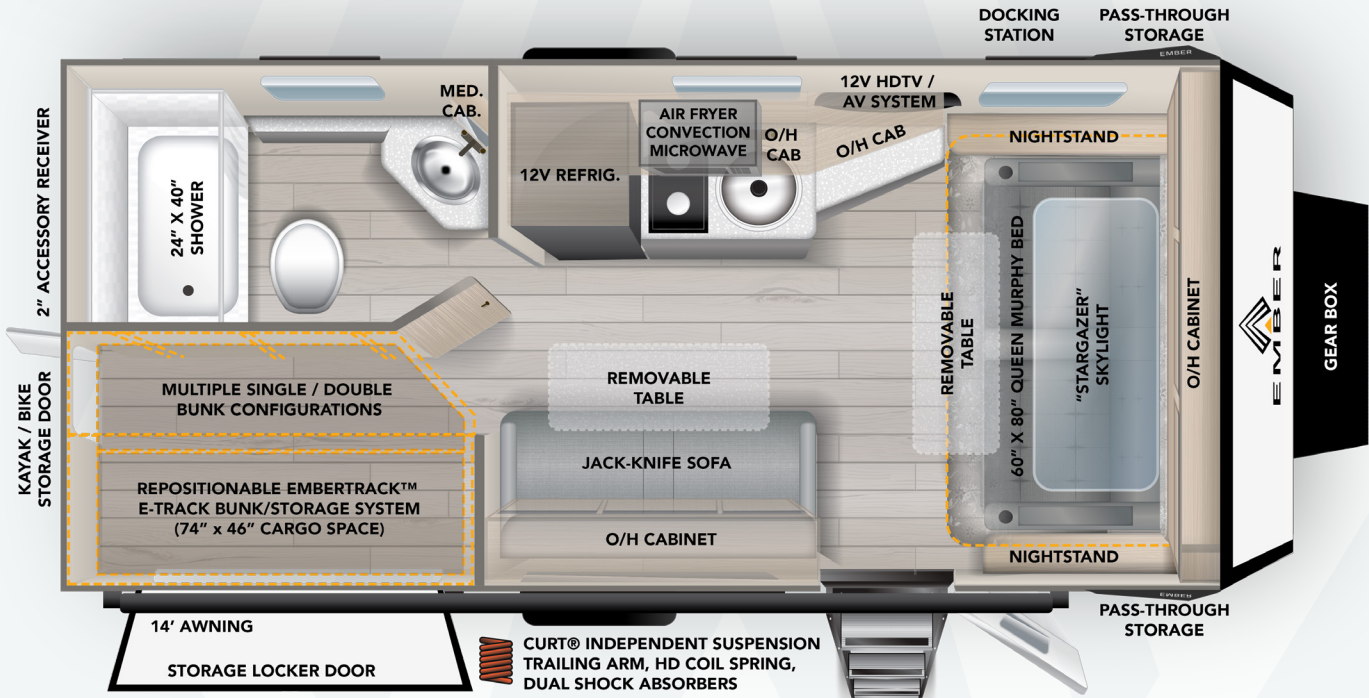 DOCKING
STATION
PASS-THROUGH
STORAGE
EMBER
2" ACCESSORY RECEIVER
24" X 40"
SHOWER
MED.
CAB.
12V REFRIG.
AIR FRYER
CONVECTION
MICROWAVE
O/H
CAB
12V HDTV /
AV SYSTEM
O/H CAB
NIGHTSTAND
REMOVABLE
TABLE
60" X 80" QUEEN MURPHY BED
"STARGAZER"
SKYLIGHT
O/H CABINET
EMBER
GEAR BOX
KAYAK / BIKE
STORAGE DOOR
MULTIPLE SINGLE / DOUBLE
BUNK CONFIGURATIONS
REPOSITIONABLE EMBERTRACK™
E-TRACK BUNK/STORAGE SYSTEM
(74" x 46" CARGO SPACE)
REMOVABLE
TABLE
JACK-KNIFE SOFA
O/H CABINET
NIGHTSTAND
EMBER
PASS-THROUGH
STORAGE
14' AWNING
STORAGE LOCKER DOOR
CURT® INDEPENDENT SUSPENSION
TRAILING ARM, HD COIL SPRING,
DUAL SHOCK ABSORBERS